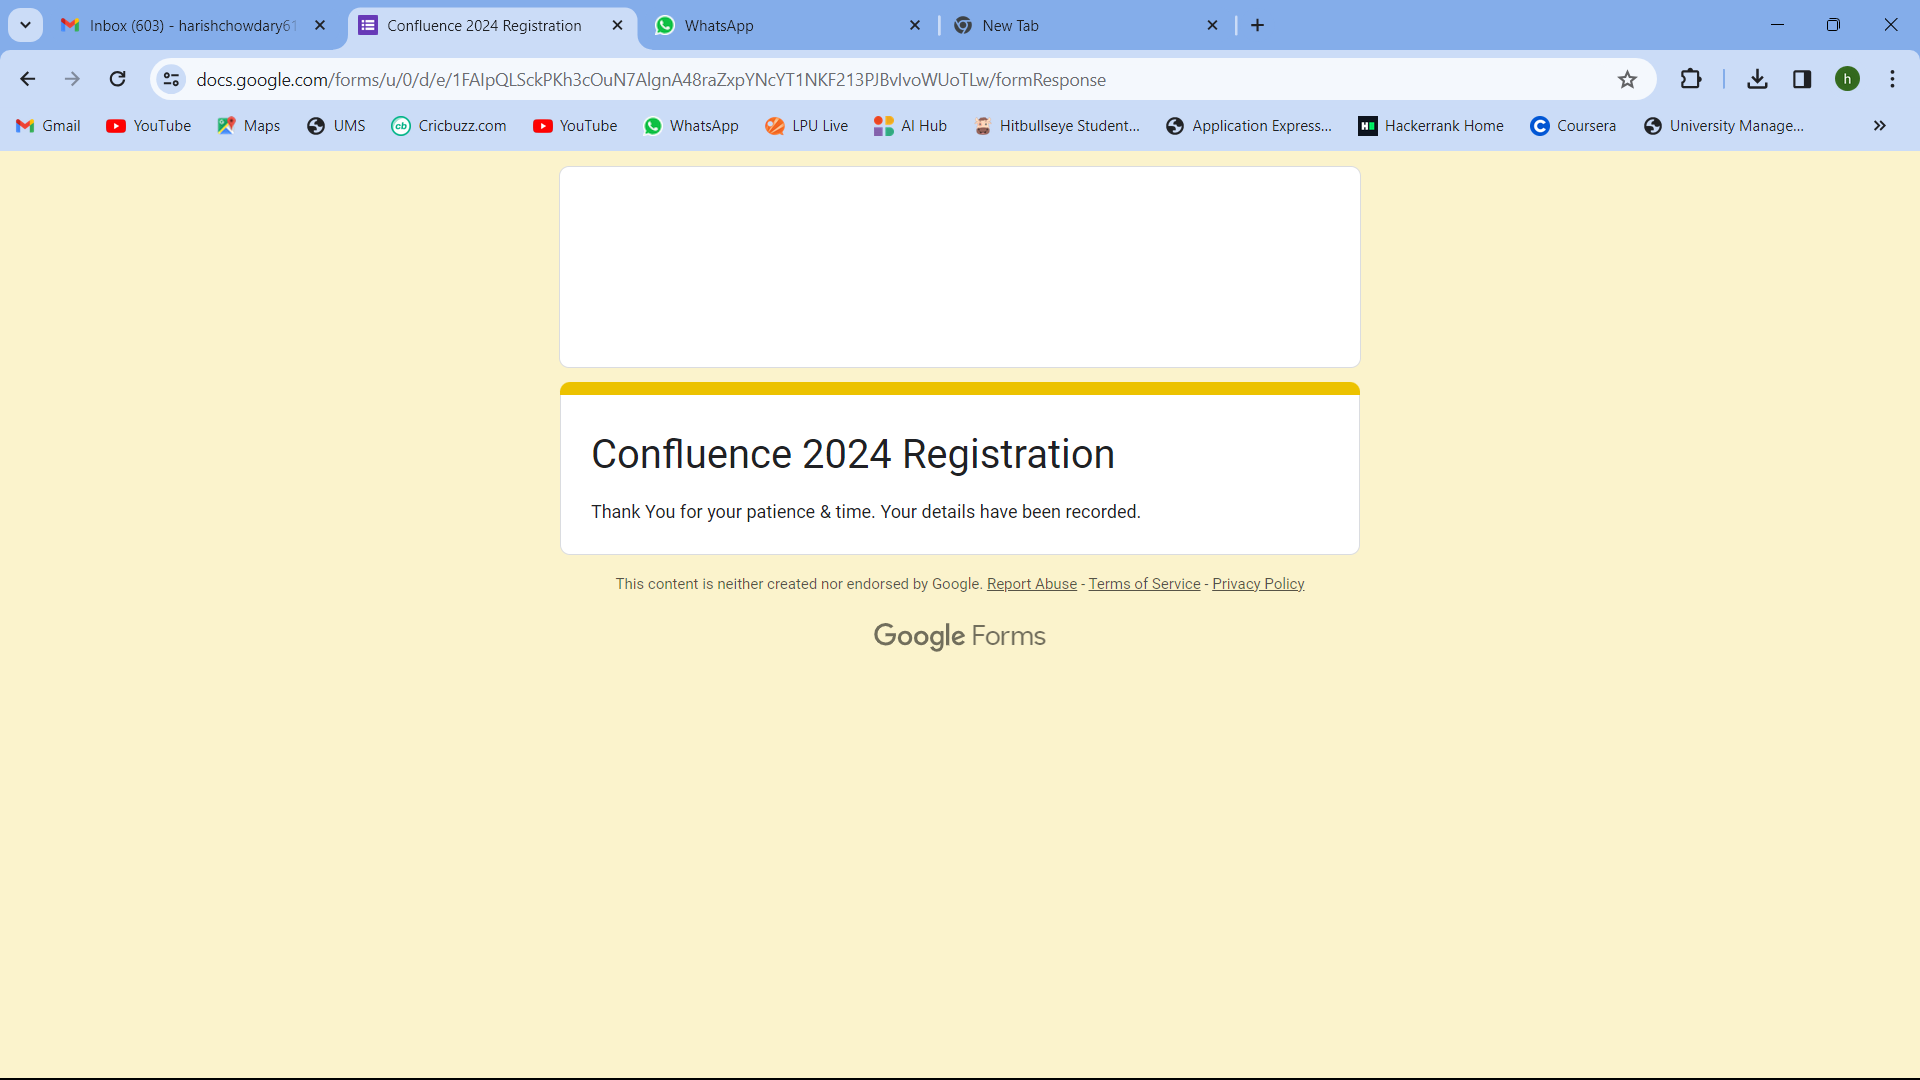 Inbox (603) - harishchowdary61
Confluence 2024 Registration
WhatsApp
New Tab
docs.google.com/forms/u/0/d/e/1FAIpQLSckPKh3cOuN7AlgnA48raZxpYNcYT1NKF213PJBvIvoWUoTLw/formResponse
h
Gmail
YouTube
Maps
UMS
cb Cricbuzz.com
YouTube
WhatsApp
LPU Live
AI Hub
Hitbullseye Student...
Application Express...
Hackerrank Home
Coursera
University Manage...
Confluence 2024 Registration
Thank You for your patience & time. Your details have been recorded.
This content is neither created nor endorsed by Google. Report Abuse - Terms of Service - Privacy Policy
Google Forms